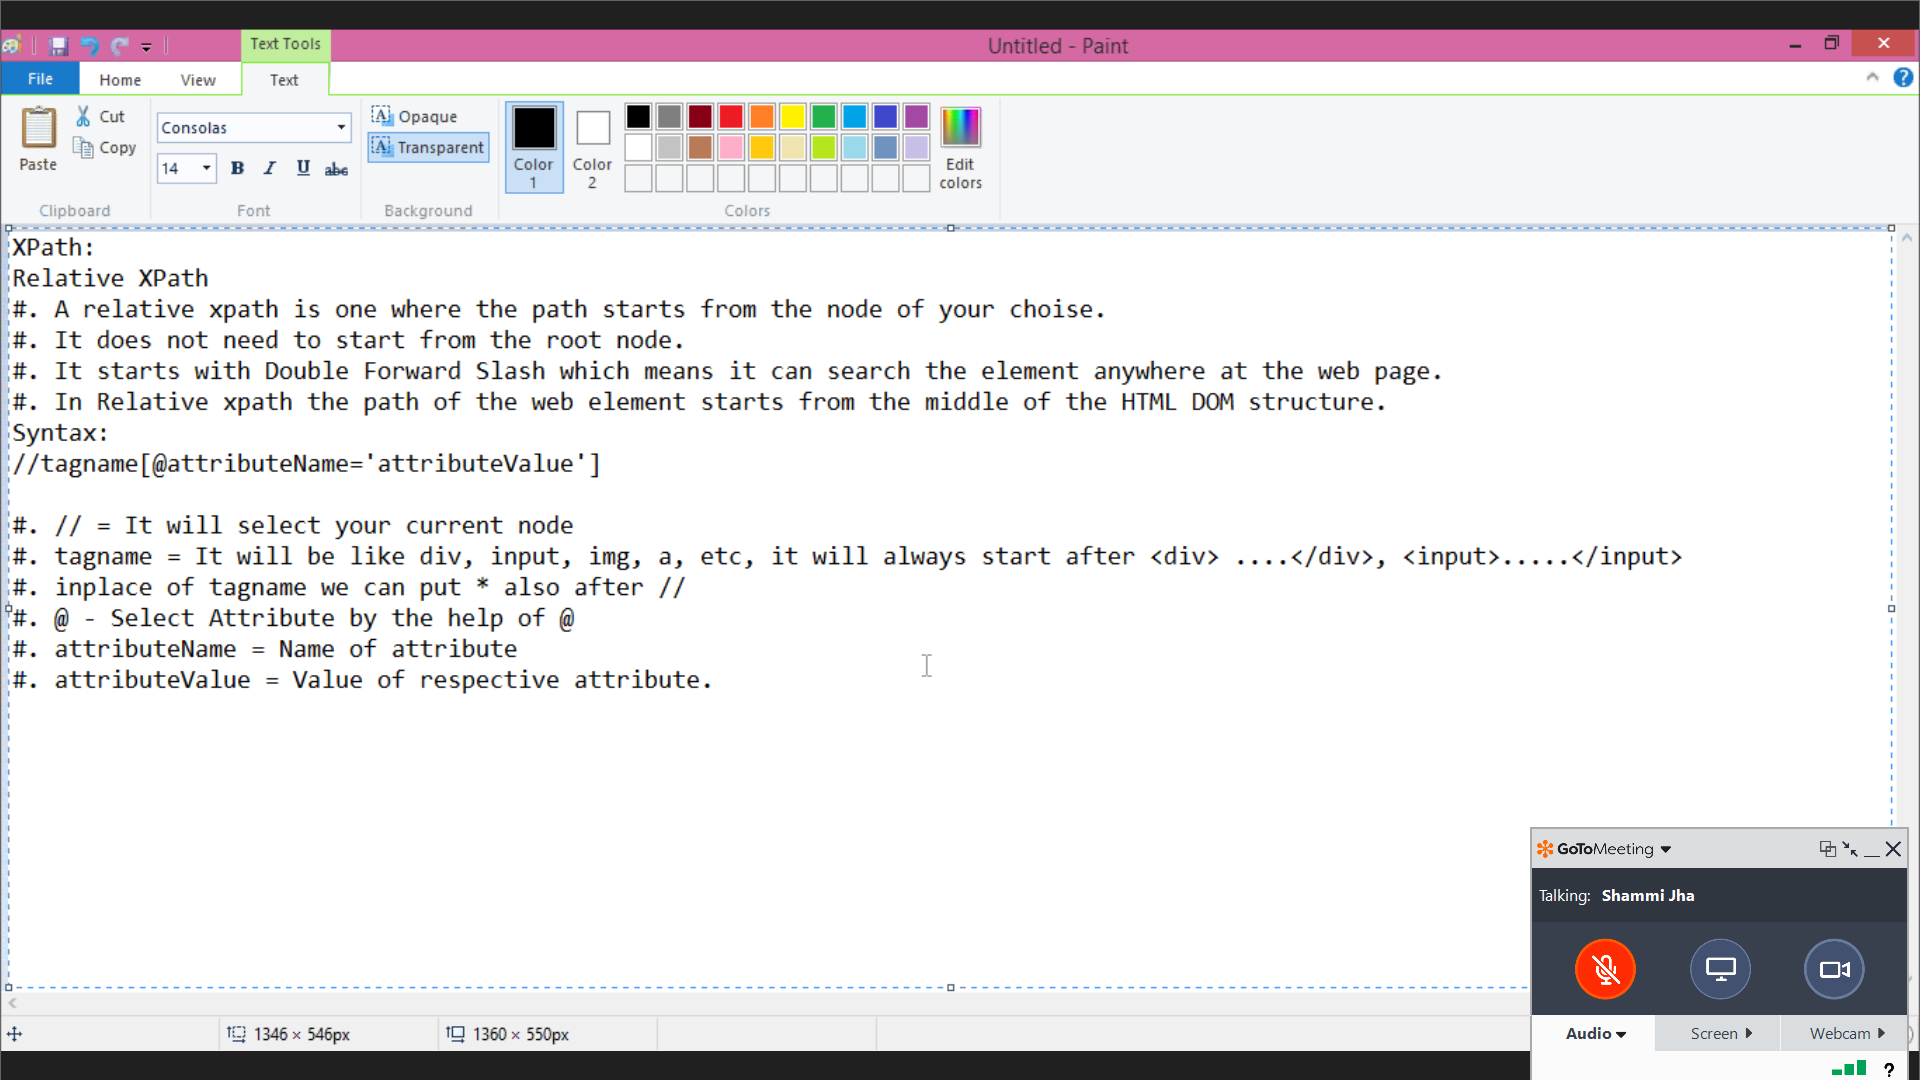 Text Tools
Untitled - Paint
File
Home
View
Text
Paste
Cut
Copy
Clipboard
Consolas
14
B I U abc
Font
Opaque
Transparent
Background
Color 1
Color 2
Edit colors
Colors
XPath:
Relative XPath
#. A relative xpath is one where the path starts from the node of your choise.
#. It does not need to start from the root node.
#. It starts with Double Forward Slash which means it can search the element anywhere at the web page.
#. In Relative xpath the path of the web element starts from the middle of the HTML DOM structure.
Syntax:
//tagname[@attributeName='attributeValue']
#. // = It will select your current node
#. tagname = It will be like div, input, img, a, etc, it will always start after <div> ....</div>, <input>.....</input>
#. inplace of tagname we can put * also after //
#. @ - Select Attribute by the help of @
#. attributeName = Name of attribute
#. attributeValue = Value of respective attribute.
GoToMeeting
Talking: Shammi Jha
Audio
Screen
Webcam
?
1346 × 546px
1360 × 550px